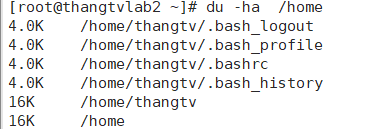 [root@thangtvlab2 ~]# du -ha  /home
4.0K    /home/thangtv/.bash_logout
4.0K    /home/thangtv/.bash_profile
4.0K    /home/thangtv/.bashrc
4.0K    /home/thangtv/.bash_history
16K     /home/thangtv
16K     /home